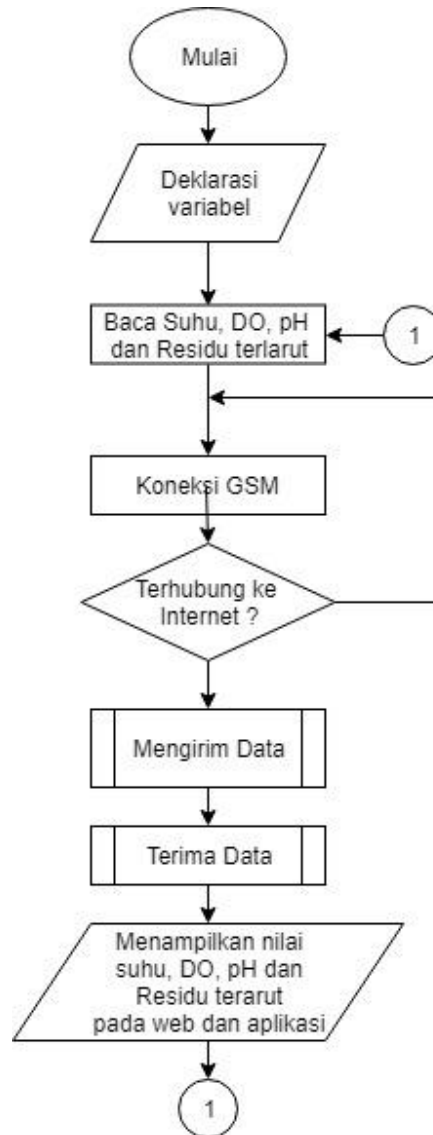 Mulai
Deklarasi
variabel
Baca Suhu, DO, pH
dan Residu terlarut
1
Koneksi GSM
Terhubung ke
Internet ?
Mengirim Data
Terima Data
Menampilkan nilai
suhu, DO, pH dan
Residu terarut
pada web dan aplikasi
1